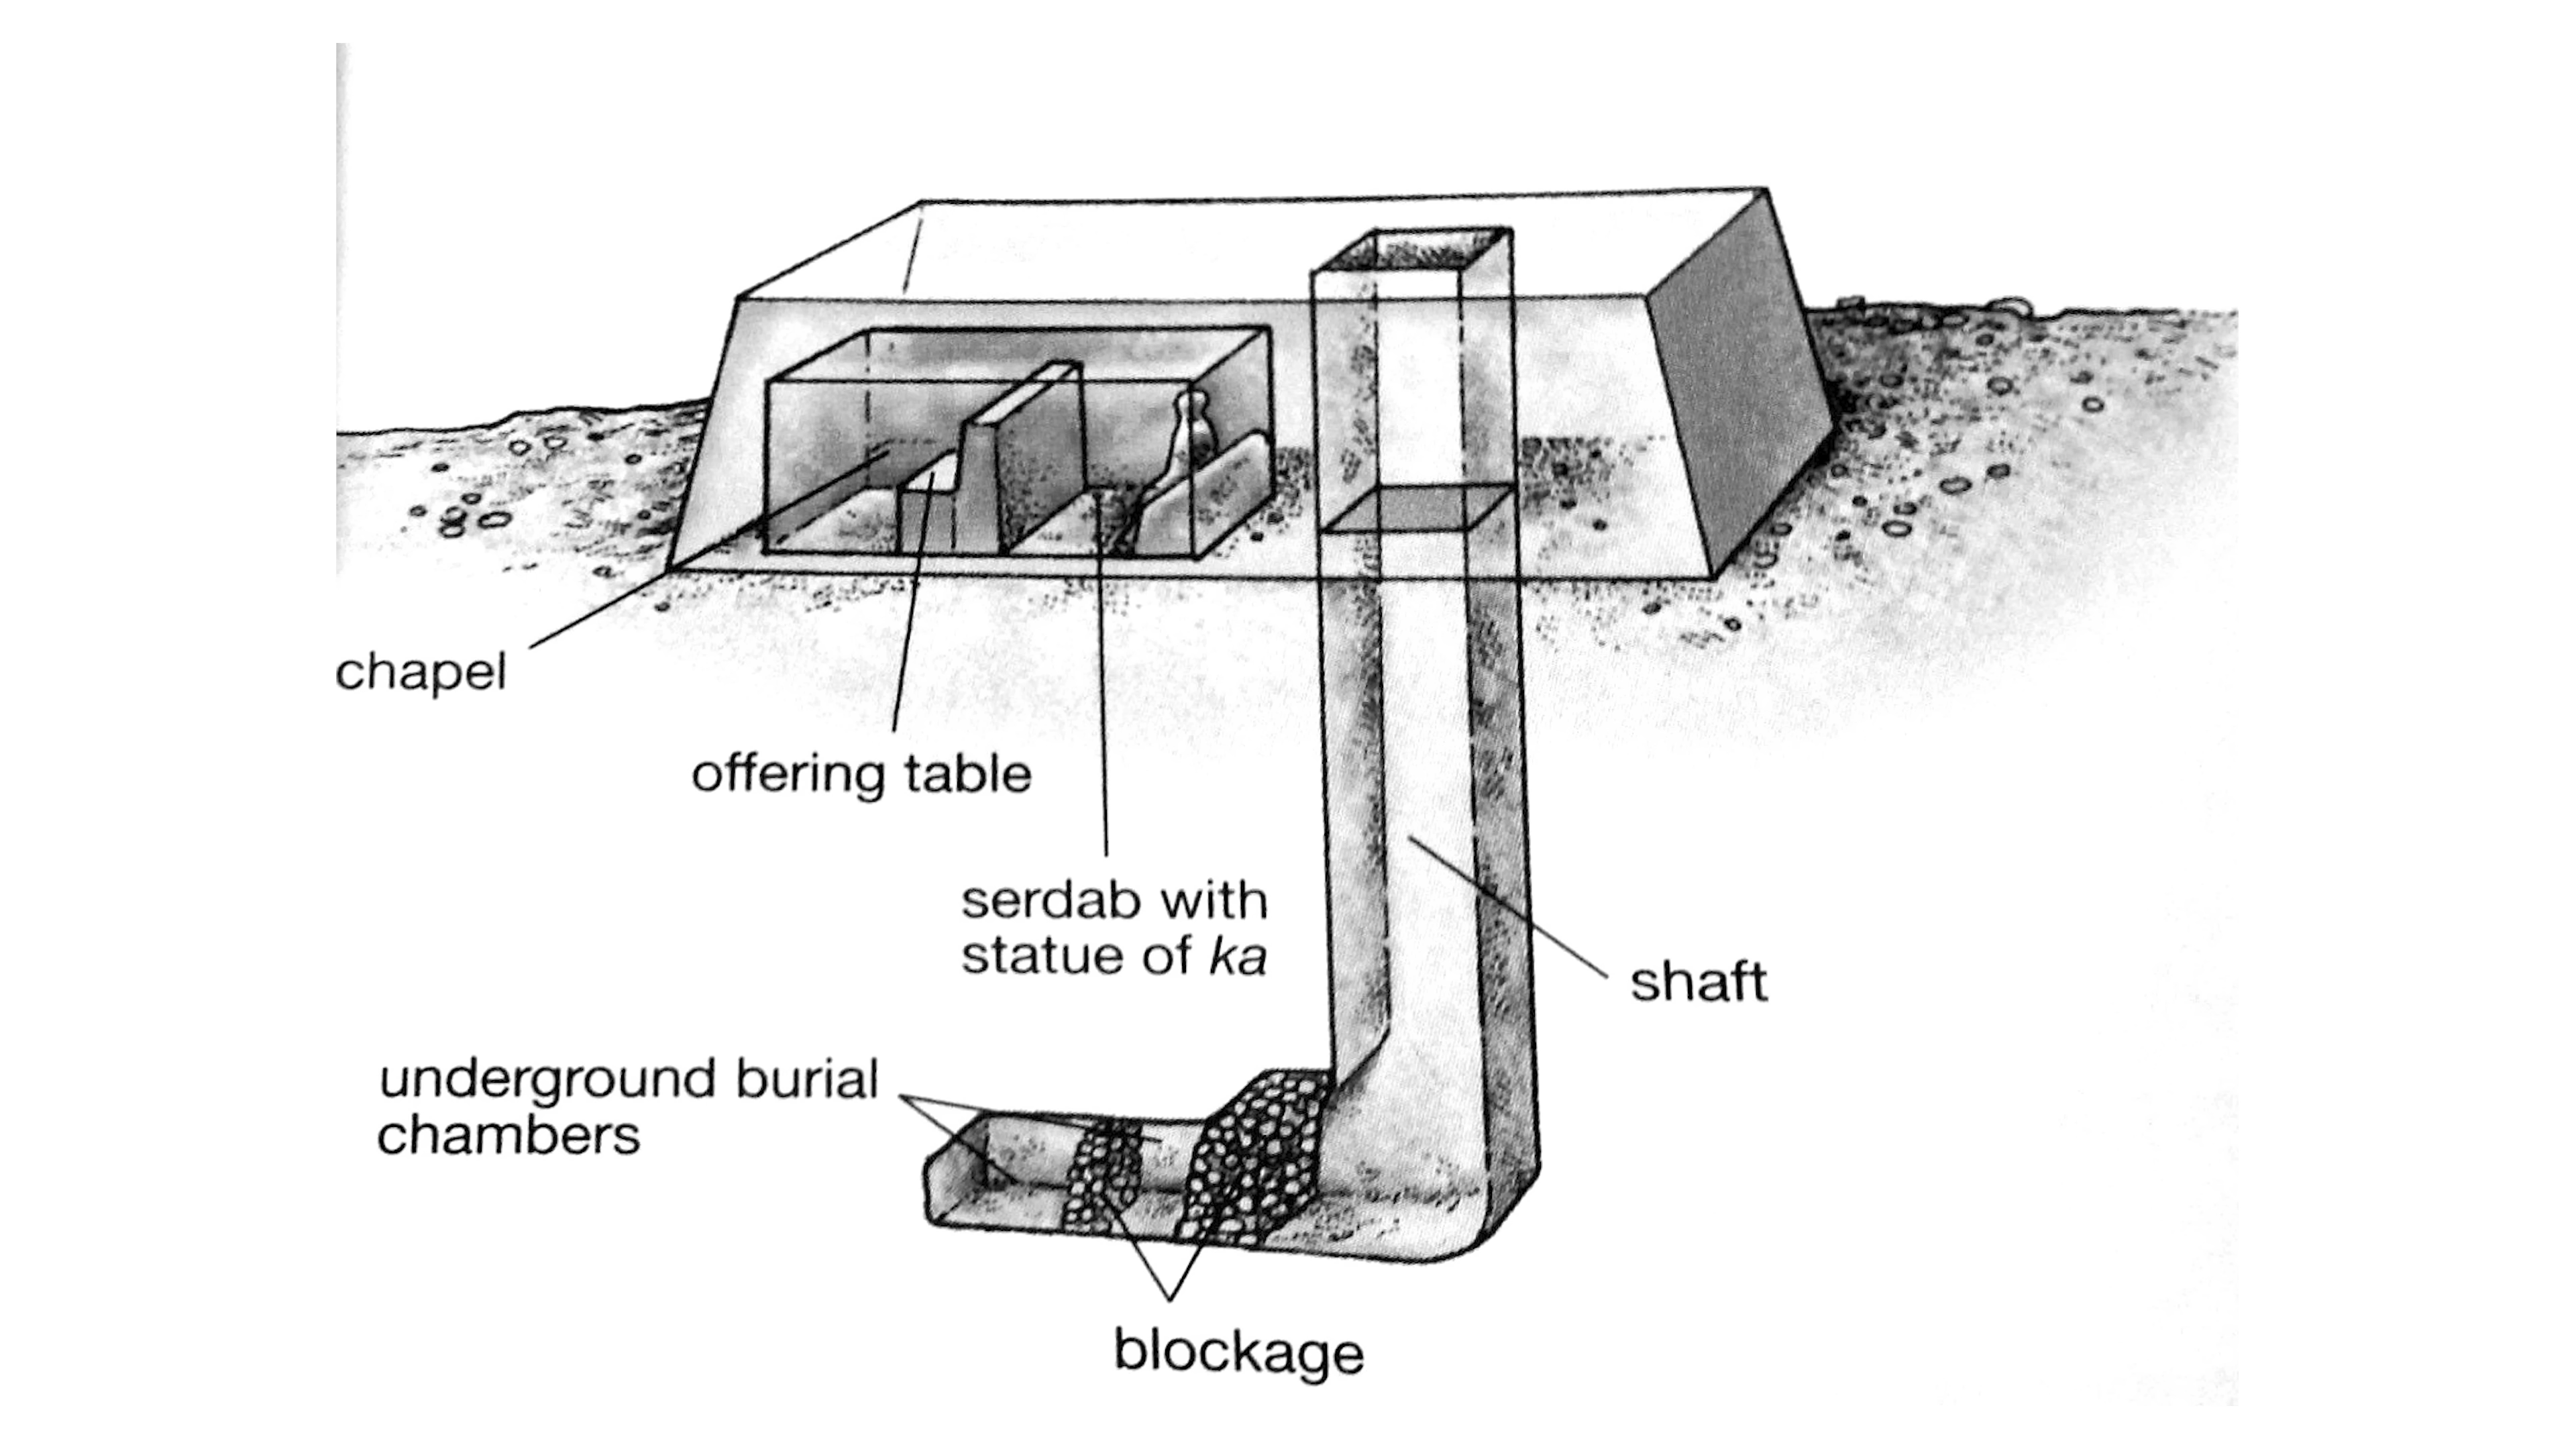 chapel
offering table
serdab with
statue of ka
shaft
underground burial
chambers
blockage